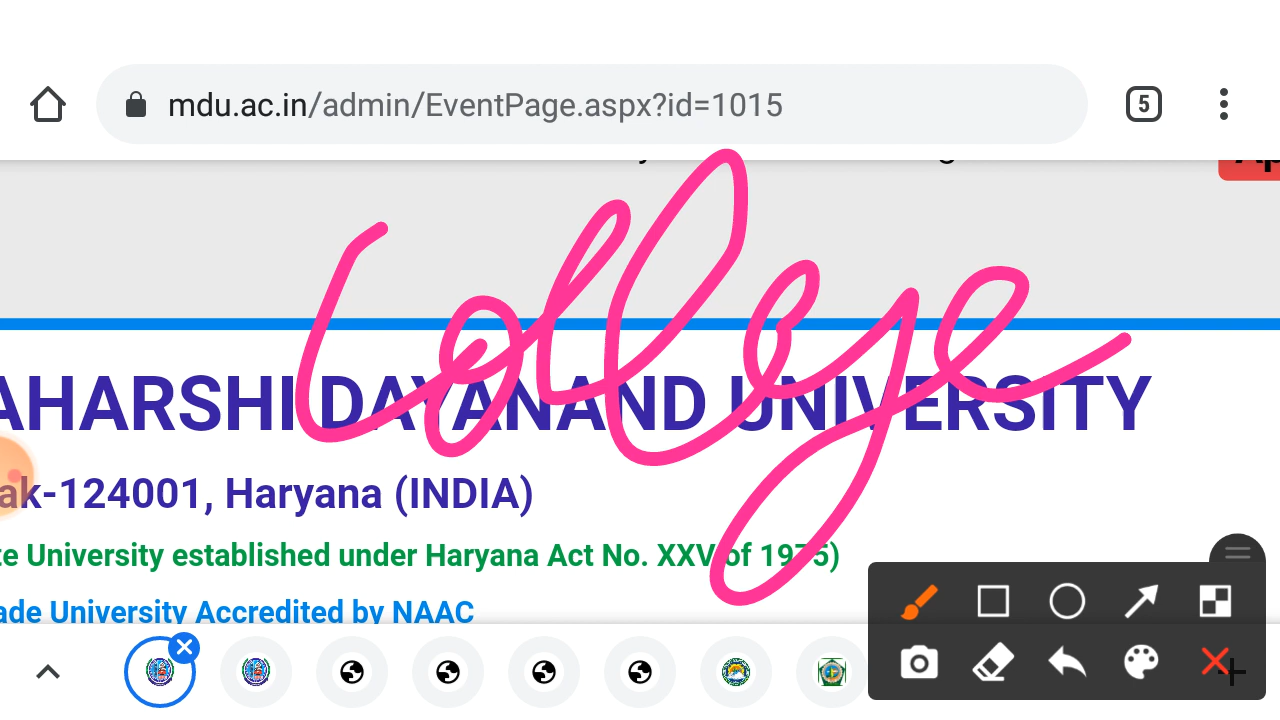 mdu.ac.in/admin/EventPage.aspx?id=1015
5
College
AHARSHI DAYANAND UNIVERSITY
ak-124001, Haryana (INDIA)
te University established under Haryana Act No. XXV of 1975)
ade University Accredited by NAAC